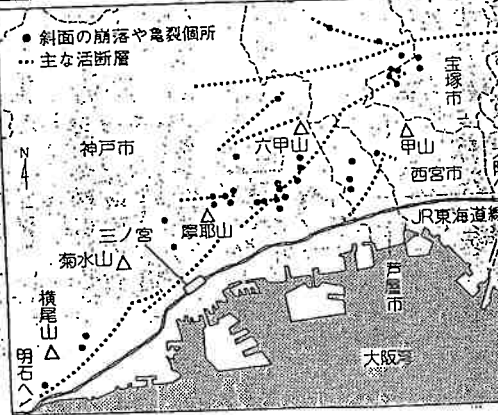 ● 斜面の崩落や亀裂個所
••••• 主な活断層
宝塚市
神戸市
六甲山
甲山
西宮市
N
JR東海道線
摩耶山
三ノ宮
菊水山
芦屋市
横尾山
大阪湾
明石へ